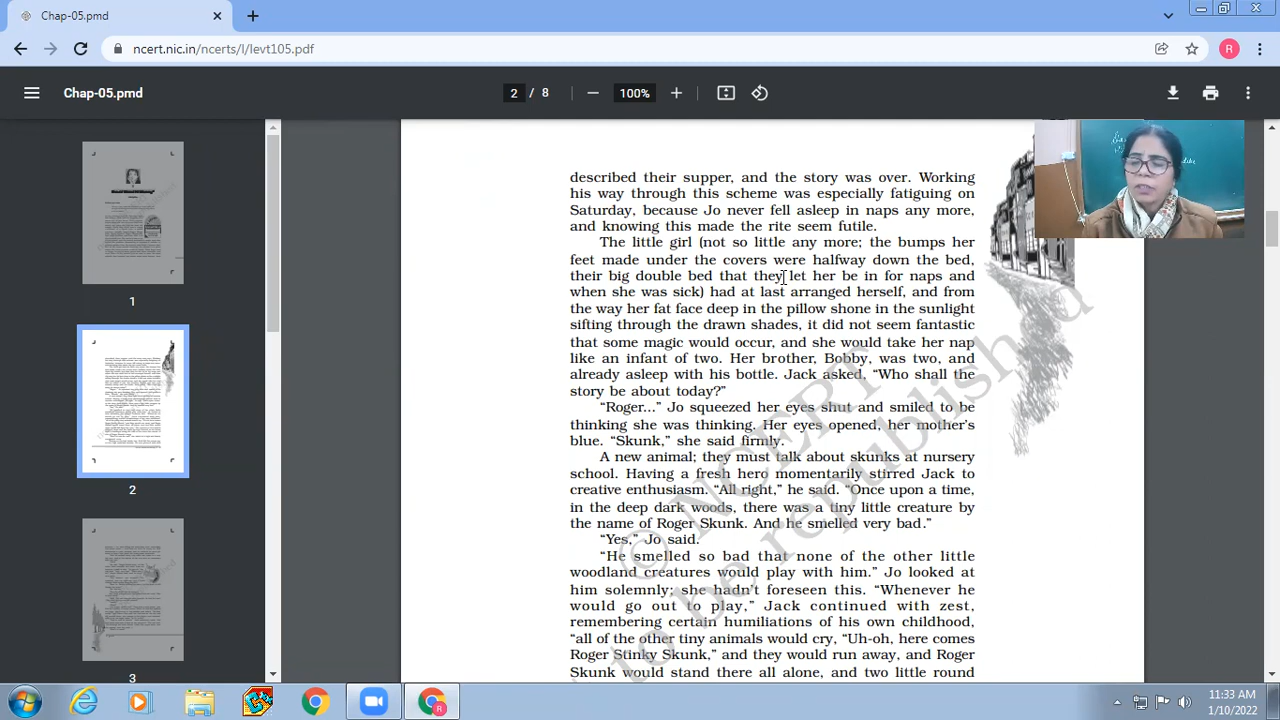 Chap-05.pmd
ncert.nic.in/ncerts/l/levt105.pdf
R
Chap-05.pmd
2 / 8
100%
described their supper, and the story was over. Working
his way through this scheme was especially fatiguing on
Saturday, because Jo never fell asleep in naps any more,
and knowing this made the rite seem futile.
The little girl (not so little any more; the bumps her
feet made under the covers were halfway down the bed,
their big double bed that they let her be in for naps and
when she was sick) had at last arranged herself, and from
the way her fat face deep in the pillow shone in the sunlight
sifting through the drawn shades, it did not seem fantastic
that some magic would occur, and she would take her nap
like an infant of two. Her brother, Bobby, was two, and
already asleep with his bottle. Jack asked, “Who shall the
story be about today?”
“Roger...” Jo squeezed her eyes shut and smiled to be
thinking she was thinking. Her eyes opened, her mother’s
blue. “Skunk,” she said firmly.
A new animal; they must talk about skunks at nursery
school. Having a fresh hero momentarily stirred Jack to
creative enthusiasm. “All right,” he said. “Once upon a time,
in the deep dark woods, there was a tiny little creature by
the name of Roger Skunk. And he smelled very bad.”
“Yes,” Jo said.
“He smelled so bad that none of the other little
woodland creatures would play with him.” Jo looked at
him solemnly; she hadn’t foreseen this. “Whenever he
would go out to play,” Jack continued with zest,
remembering certain humiliations of his own childhood,
“all of the other tiny animals would cry, “Uh-oh, here comes
Roger Stinky Skunk,” and they would run away, and Roger
Skunk would stand there all alone, and two little round
© NCERT
to be republished
1
2
3
11:33 AM
1/10/2022